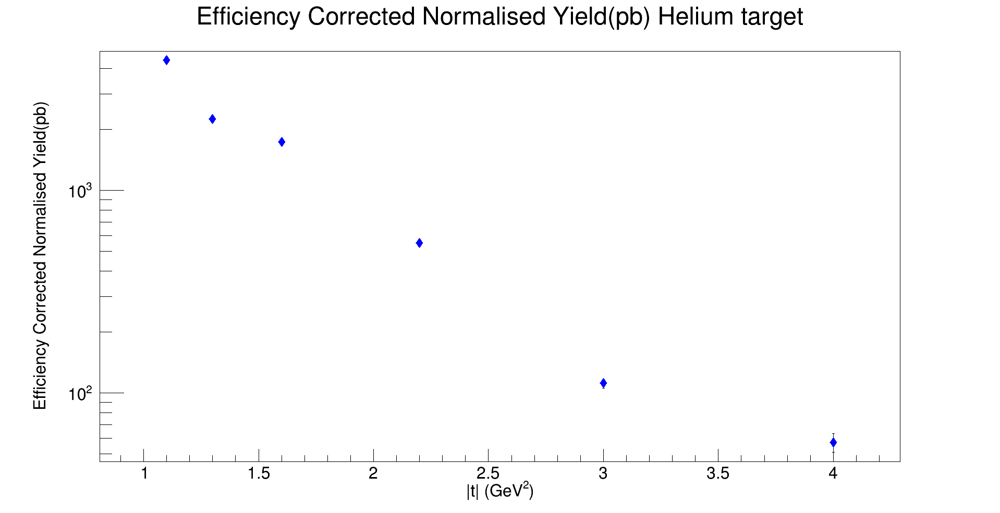 Efficiency Corrected Normalised Yield(pb) Helium target
Efficiency Corrected Normalised Yield(pb)
10³
10²
1 1.5 2 2.5 3 3.5 4
|t| (GeV²)